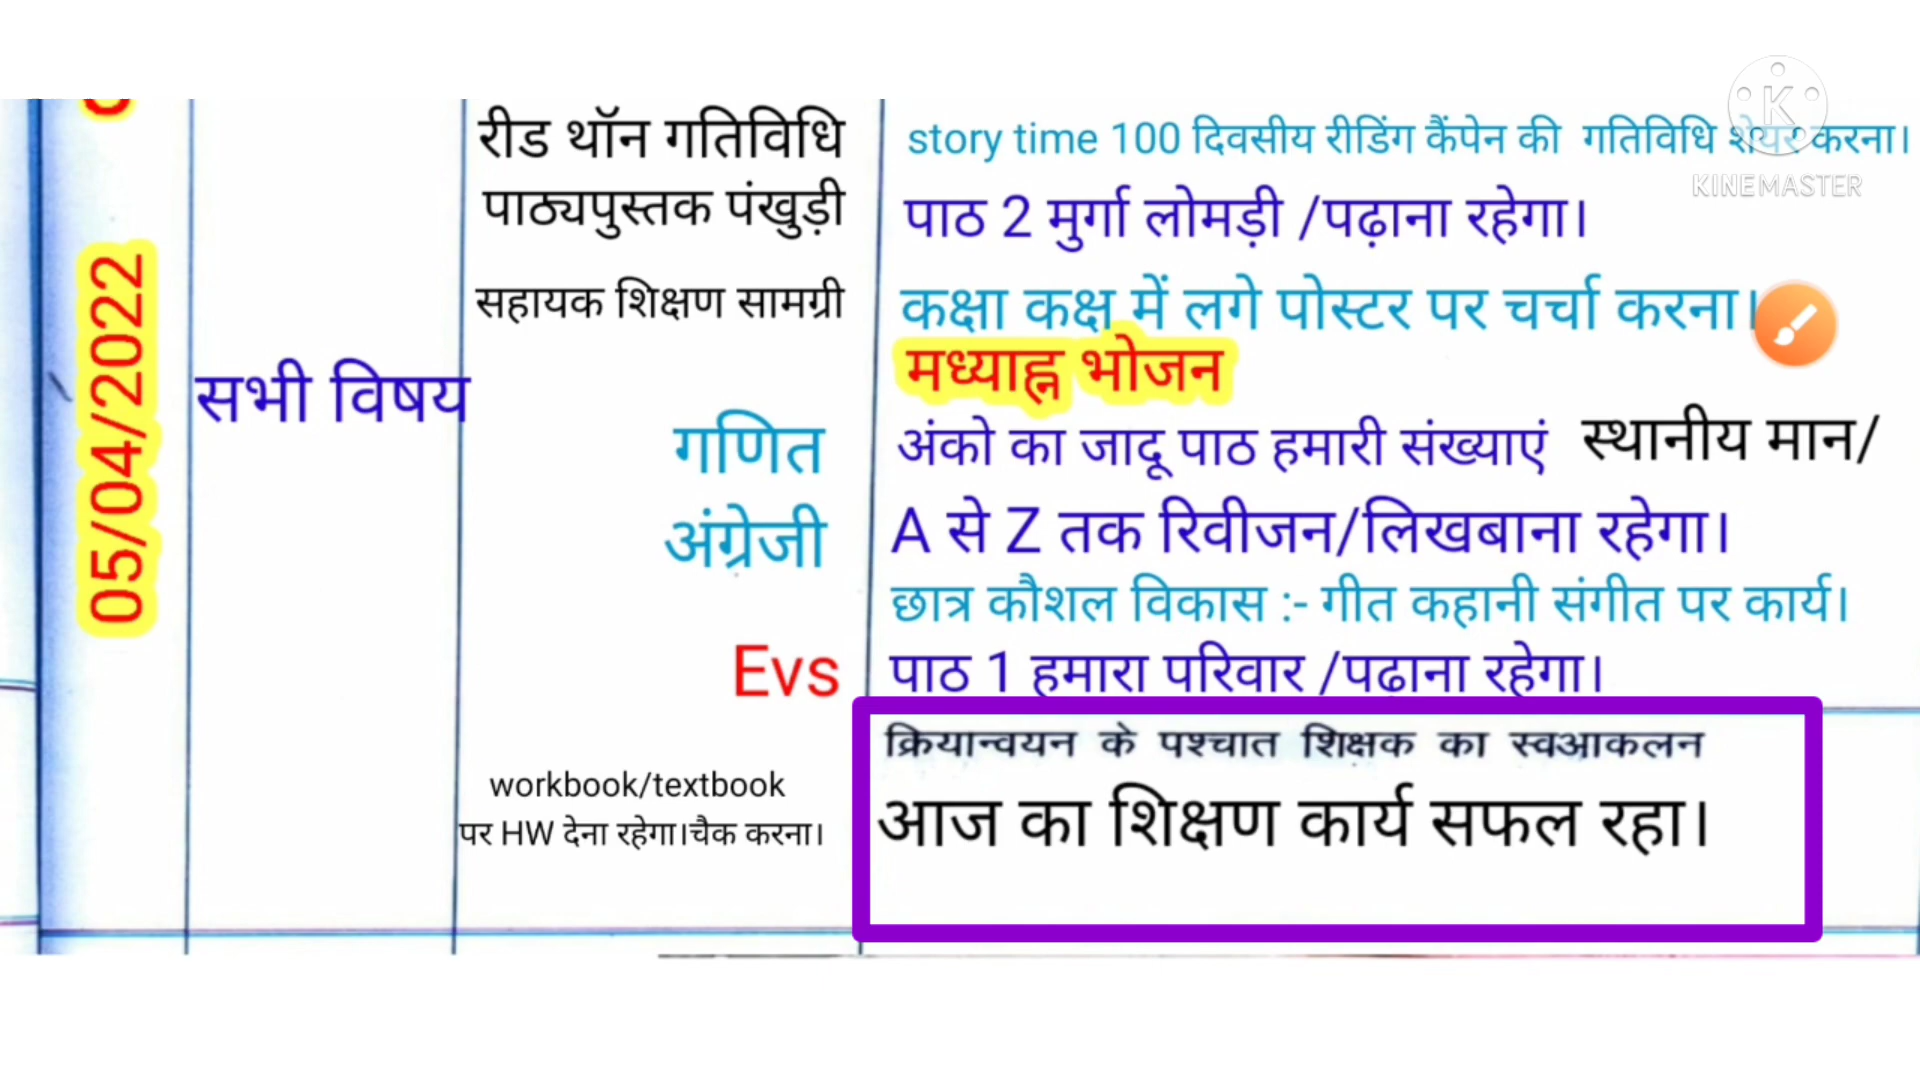 रीड थॉन गतिविधि story time 100 दिवसीय रीडिंग कैंपेन की गतिविधि शेयर करना।
KINEMASTER
पाठ्यपुस्तक पंखुड़ी पाठ 2 मुर्गा लोमड़ी /पढ़ाना रहेगा।
सहायक शिक्षण सामग्री कक्षा कक्ष में लगे पोस्टर पर चर्चा करना।
मध्याह्न भोजन
05/04/2022
सभी विषय
गणित अंको का जादू पाठ हमारी संख्याएं स्थानीय मान/
अंग्रेजी A से Z तक रिवीजन/लिखबाना रहेगा।
छात्र कौशल विकास :- गीत कहानी संगीत पर कार्य।
Evs पाठ 1 हमारा परिवार /पढ़ाना रहेगा।
क्रियान्वयन के पश्चात शिक्षक का स्वआकलन
workbook/textbook
पर HW देना रहेगा।चैक करना।
आज का शिक्षण कार्य सफल रहा।